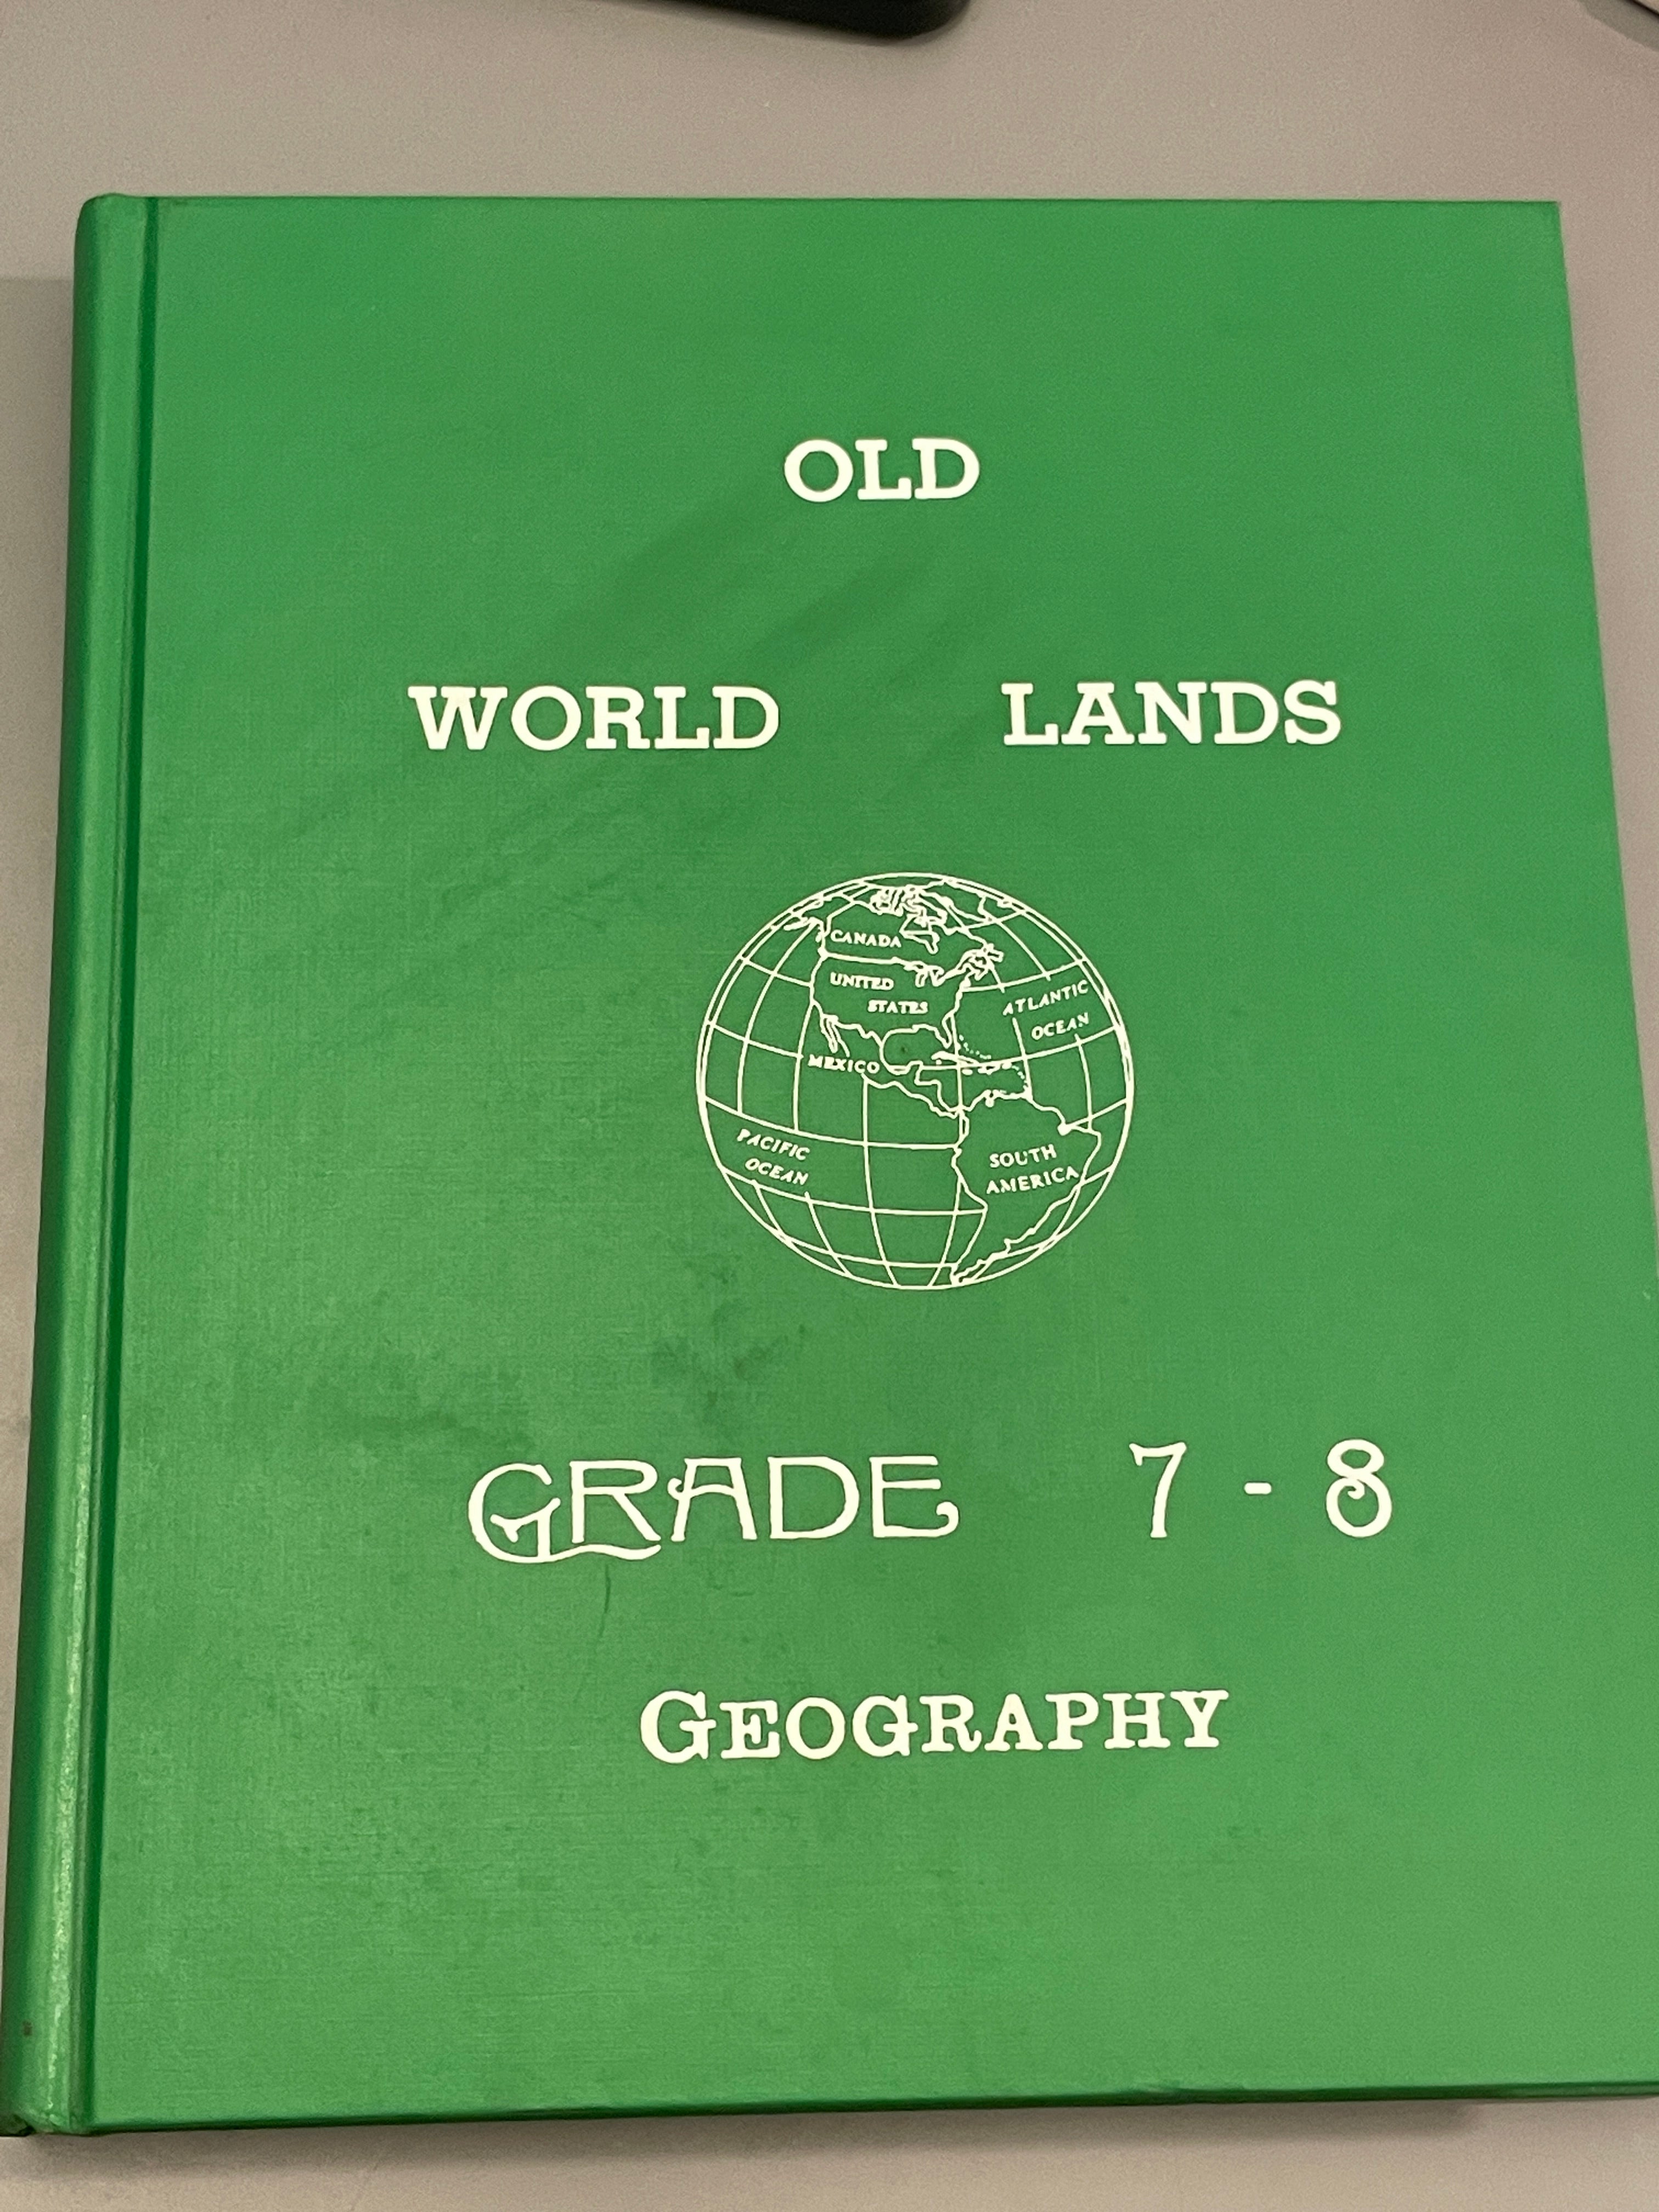 OLD
WORLD LANDS
CANADA
UNITED
STATES
ATLANTIC
OCEAN
MEXICO
PACIFIC
OCEAN
SOUTH
AMERICA
GRADE 7 - 8
GEOGRAPHY